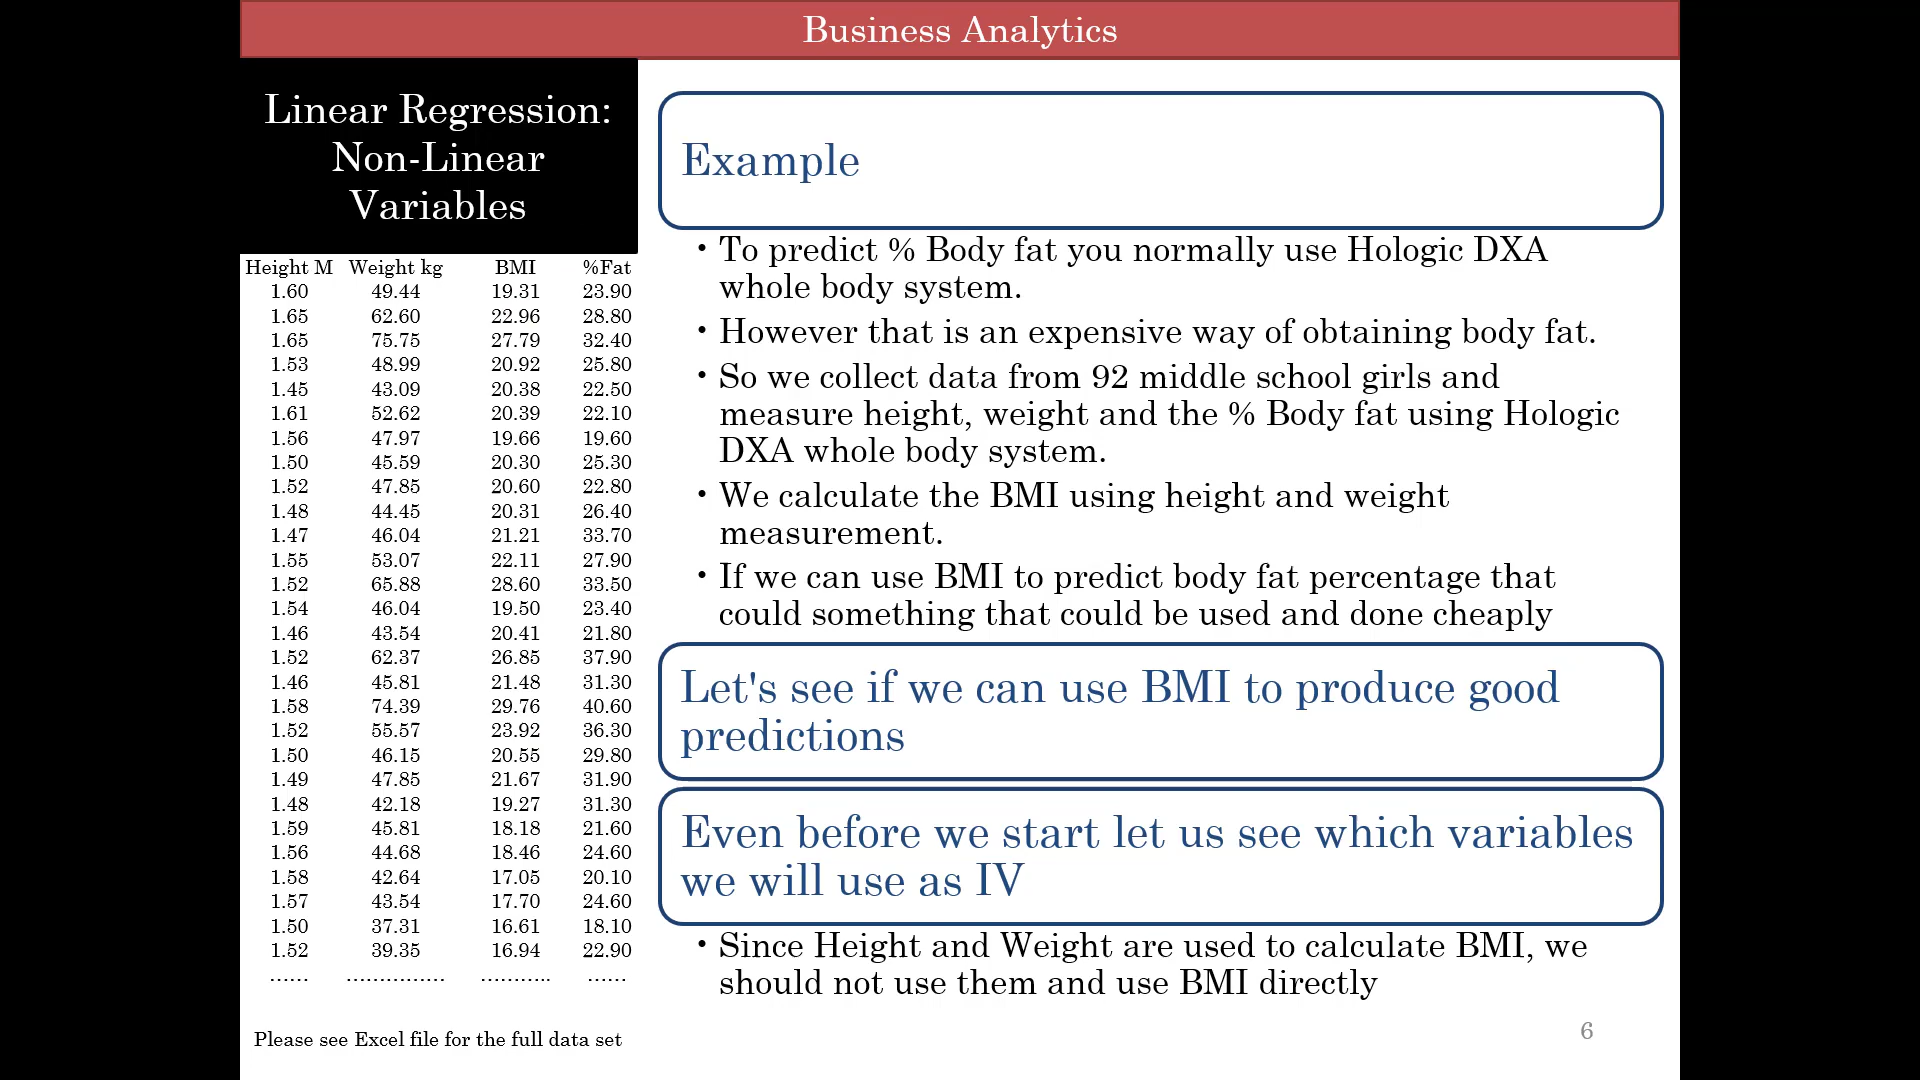 Business Analytics
Linear Regression:
Non-Linear
Variables
Height M Weight kg BMI %Fat
1.60 49.44 19.31 23.90
1.65 62.60 22.96 28.80
1.65 75.75 27.79 32.40
1.53 48.99 20.92 25.80
1.45 43.09 20.38 22.50
1.61 52.62 20.39 22.10
1.56 47.97 19.66 19.60
1.50 45.59 20.30 25.30
1.52 47.85 20.60 22.80
1.48 44.45 20.31 26.40
1.47 46.04 21.21 33.70
1.55 53.07 22.11 27.90
1.52 65.88 28.60 33.50
1.54 46.04 19.50 23.40
1.46 43.54 20.41 21.80
1.52 62.37 26.85 37.90
1.46 45.81 21.48 31.30
1.58 74.39 29.76 40.60
1.52 55.57 23.92 36.30
1.50 46.15 20.55 29.80
1.49 47.85 21.67 31.90
1.48 42.18 19.27 31.30
1.59 45.81 18.18 21.60
1.56 44.68 18.46 24.60
1.58 42.64 17.05 20.10
1.57 43.54 17.70 24.60
1.50 37.31 16.61 18.10
1.52 39.35 16.94 22.90
...... ............... ........... ......
Please see Excel file for the full data set
Example
• To predict % Body fat you normally use Hologic DXA
whole body system.
• However that is an expensive way of obtaining body fat.
• So we collect data from 92 middle school girls and
measure height, weight and the % Body fat using Hologic
DXA whole body system.
• We calculate the BMI using height and weight
measurement.
• If we can use BMI to predict body fat percentage that
could something that could be used and done cheaply
Let's see if we can use BMI to produce good
predictions
Even before we start let us see which variables
we will use as IV
• Since Height and Weight are used to calculate BMI, we
should not use them and use BMI directly
6